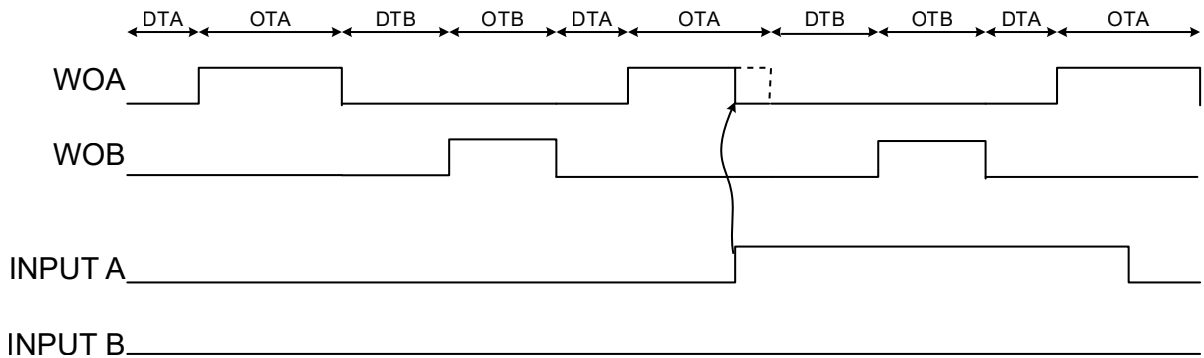 DTA OTA DTB OTB DTA OTA DTB OTB DTA OTA
WOA
WOB
INPUT A
INPUT B